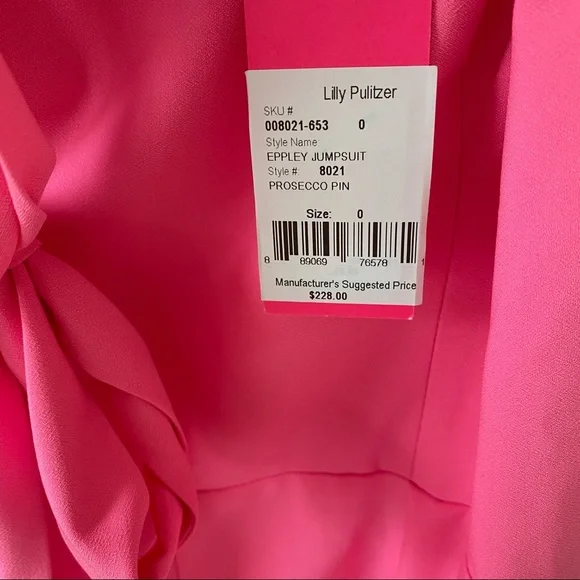 Lilly Pulitzer
SKU #
008021-653 0
Style Name:
EPPLEY JUMPSUIT
Style #: 8021
PROSECCO PIN
Size: 0
8 89069 76578 1
Manufacturer's Suggested Price
$228.00